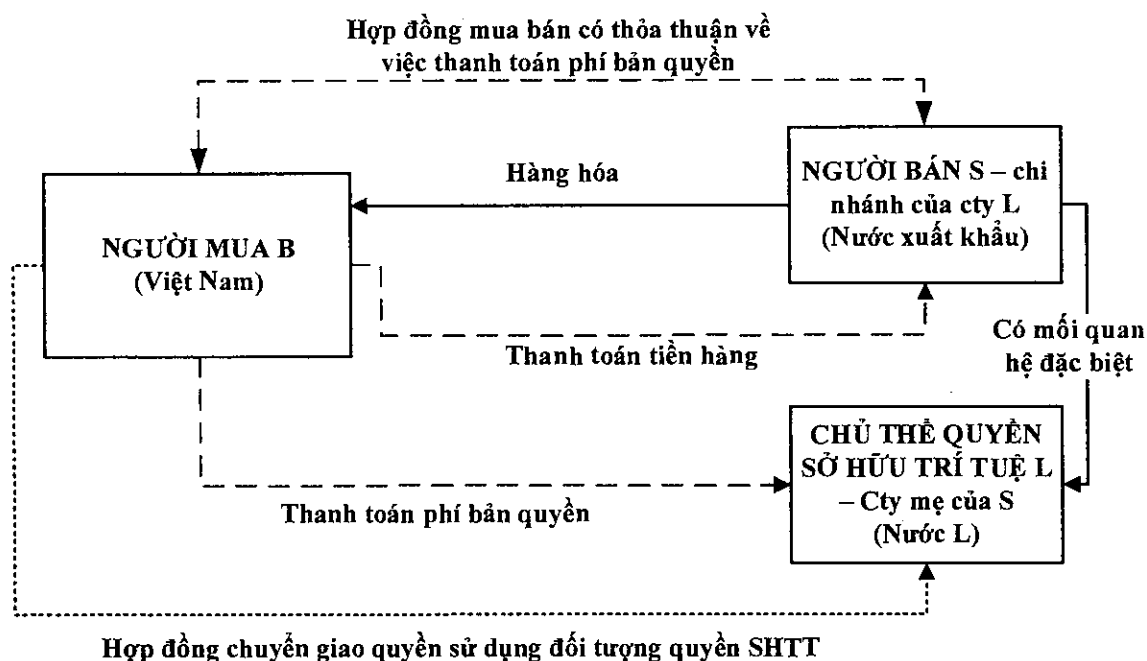 Hợp đồng mua bán có thỏa thuận về
việc thanh toán phí bản quyền
NGƯỜI BÁN S – chi
nhánh của cty L
(Nước xuất khẩu)
Hàng hóa
NGƯỜI MUA B
(Việt Nam)
Thanh toán tiền hàng
Có mối quan
hệ đặc biệt
CHỦ THỂ QUYỀN
SỞ HỮU TRÍ TUỆ L
– Cty mẹ của S
(Nước L)
Thanh toán phí bản quyền
Hợp đồng chuyển giao quyền sử dụng đối tượng quyền SHTT